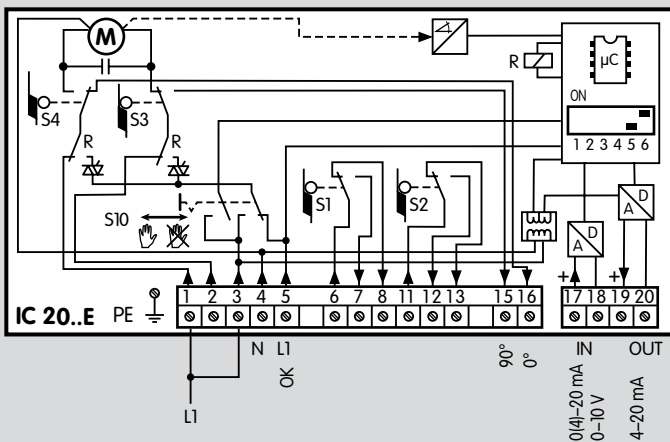 M
R
μC
ON
1 2 3 4 5 6
S4
S3
R
R
S1
S2
S10
A
D
A
D
+
+
1 2 3 4 5 6 7 8 11 12 13 15 16 17 18 19 20
IC 20..E
PE
N
L1
OK
90°
0°
IN
OUT
0(4)–20 mA
0–10 V
4–20 mA
L1